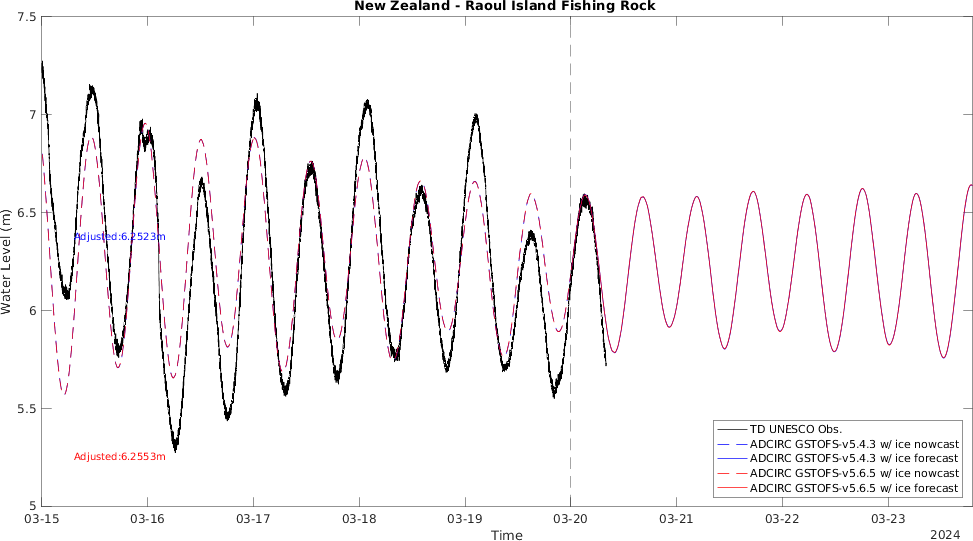 New Zealand - Raoul Island Fishing Rock
7.5
7
6.5
6
5.5
5
Water Level (m)
Adjusted:6.2523m
Adjusted:6.2553m
TD UNESCO Obs.
ADCIRC GSTOFS-v5.4.3 w/ ice nowcast
ADCIRC GSTOFS-v5.4.3 w/ ice forecast
ADCIRC GSTOFS-v5.6.5 w/ ice nowcast
ADCIRC GSTOFS-v5.6.5 w/ ice forecast
03-15 03-16 03-17 03-18 03-19 03-20 03-21 03-22 03-23
Time
2024